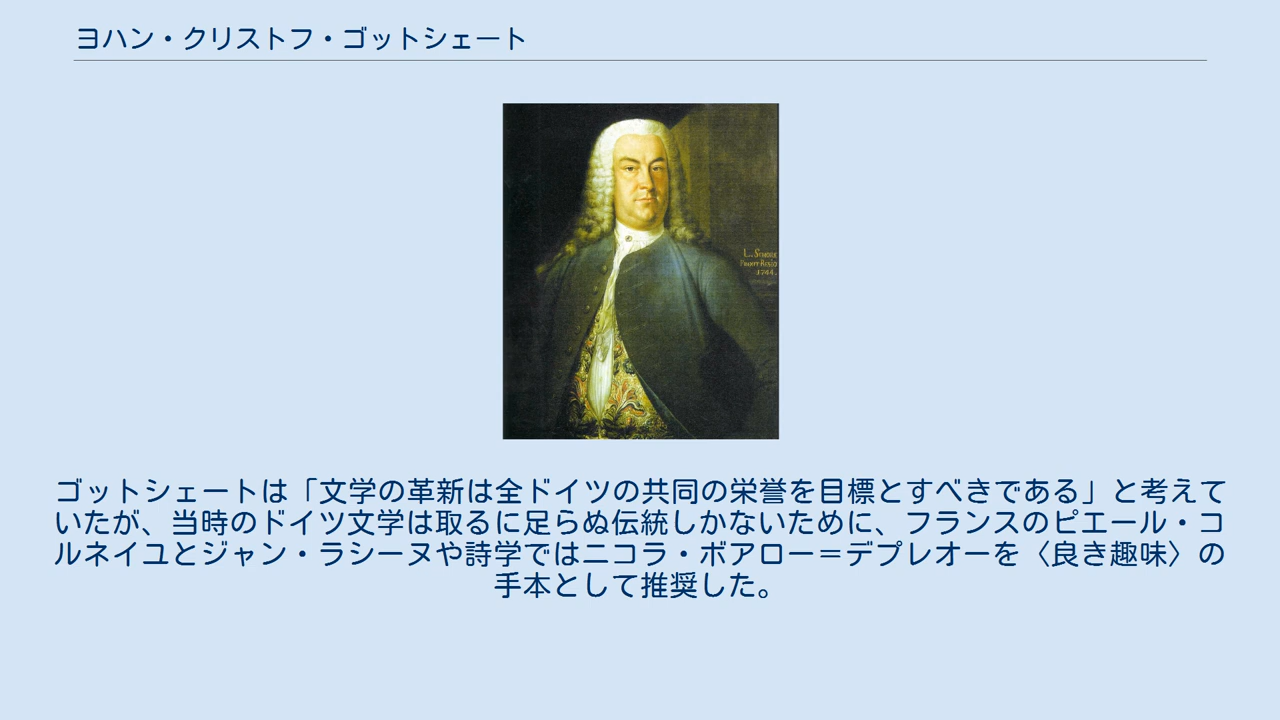 ヨハン・クリストフ・ゴットシェート
1744.
ゴットシェートは「文学の革新は全ドイツの共同の栄誉を目標とすべきである」と考えて
いたが、当時のドイツ文学は取るに足らぬ伝統しかないために、フランスのピエール・コ
ルネイユとジャン・ラシーヌや詩学ではニコラ・ボアロー＝デプレオーを〈良き趣味〉の
手本として推奨した。